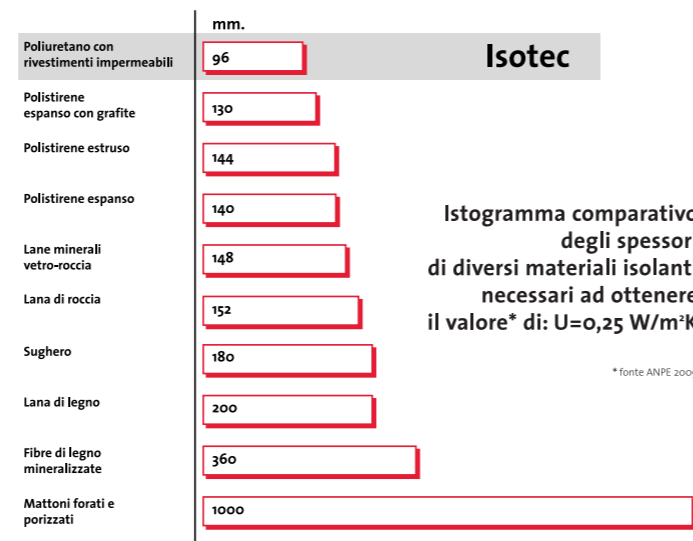 mm.
Poliuretano con
rivestimenti impermeabili
96
Isotec
Polistirene
espanso con grafite
130
Polistirene estruso
144
Polistirene espanso
140
Istogramma comparativo
degli spessor
di diversi materiali isolant
necessari ad ottenere
il valore* di: U=0,25 W/m²K
Lane minerali
vetro-roccia
148
Lana di roccia
152
Sughero
180
* fonte ANPE 2009
Lana di legno
200
Fibre di legno
mineralizzate
360
Mattoni forati e
porizzati
1000